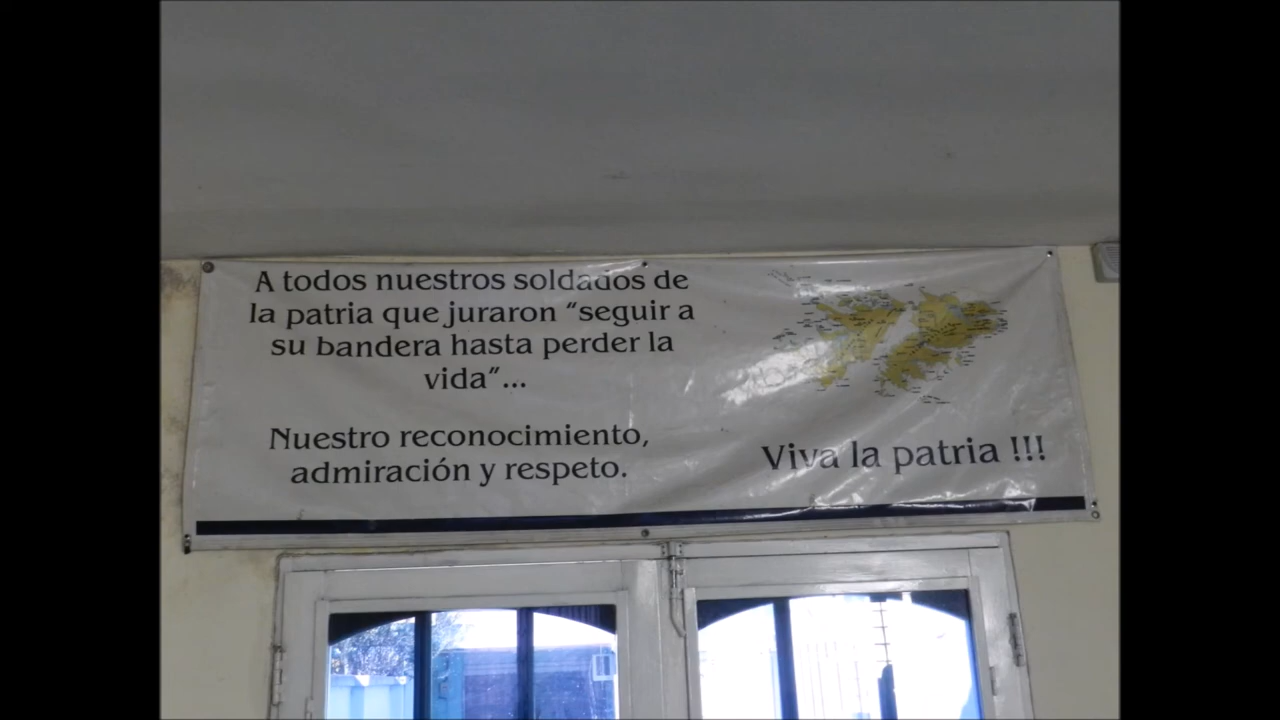 A todos nuestros soldados de
la patria que juraron “seguir a
su bandera hasta perder la
vida”...
Nuestro reconocimiento,
admiración y respeto.
Viva la patria !!!